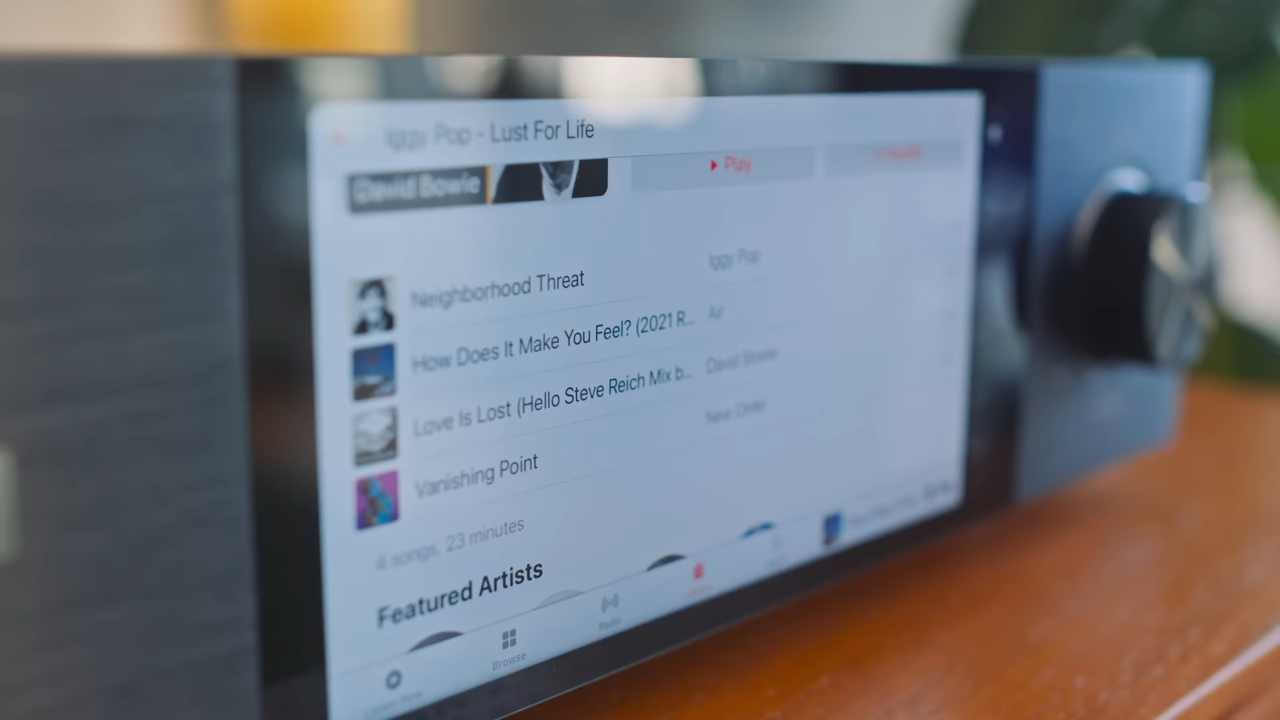 Iggy Pop - Lust For Life
David Bowie
Play
Neighborhood Threat
Iggy Pop
How Does It Make You Feel? (2021 R...
Air
Love Is Lost (Hello Steve Reich Mix b...
David Bowie
Vanishing Point
New Order
4 songs, 23 minutes
Featured Artists
Browse
Radio